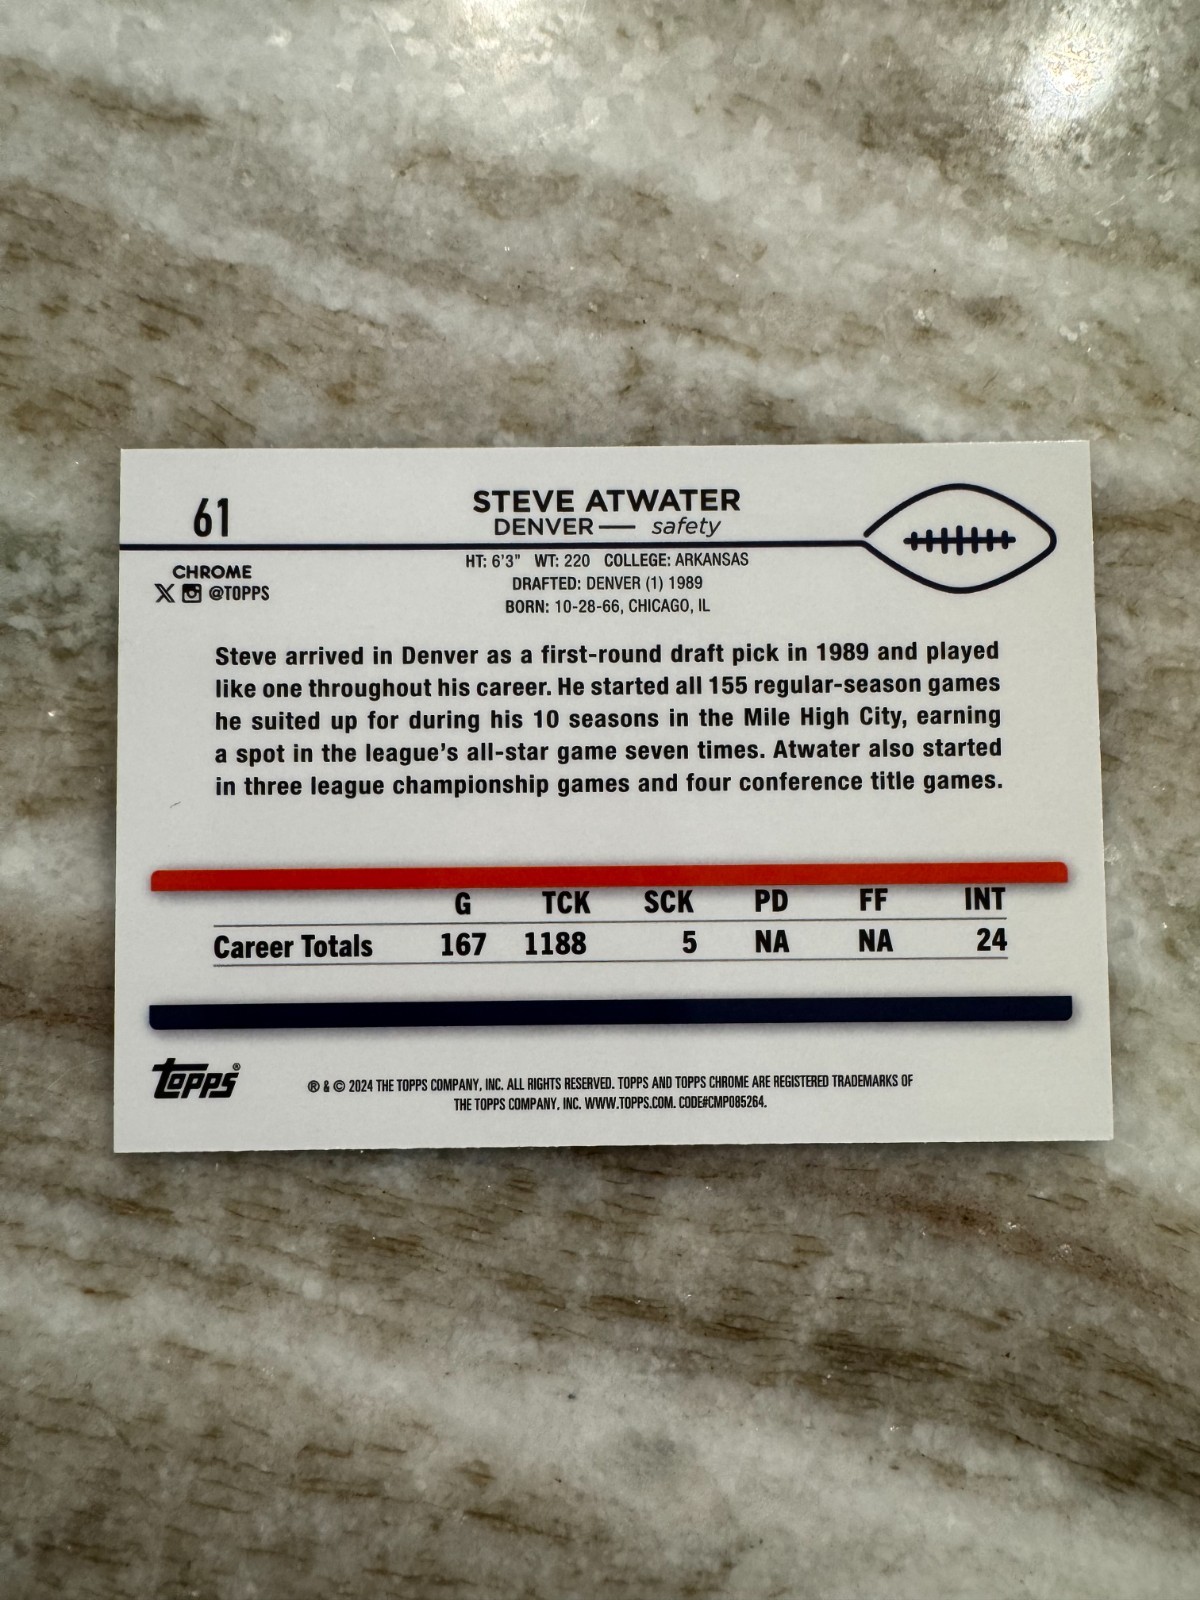 61
STEVE ATWATER
DENVER — safety
CHROME
@TOPPS
HT: 6'3" WT: 220 COLLEGE: ARKANSAS
DRAFTED: DENVER (1) 1989
BORN: 10-28-66, CHICAGO, IL
Steve arrived in Denver as a first-round draft pick in 1989 and played
like one throughout his career. He started all 155 regular-season games
he suited up for during his 10 seasons in the Mile High City, earning
a spot in the league's all-star game seven times. Atwater also started
in three league championship games and four conference title games.
G TCK SCK PD FF INT
Career Totals 167 1188 5 NA NA 24
topps®
® & © 2024 THE TOPPS COMPANY, INC. ALL RIGHTS RESERVED. TOPPS AND TOPPS CHROME ARE REGISTERED TRADEMARKS OF
THE TOPPS COMPANY, INC. WWW.TOPPS.COM. CODE#CMP085264.